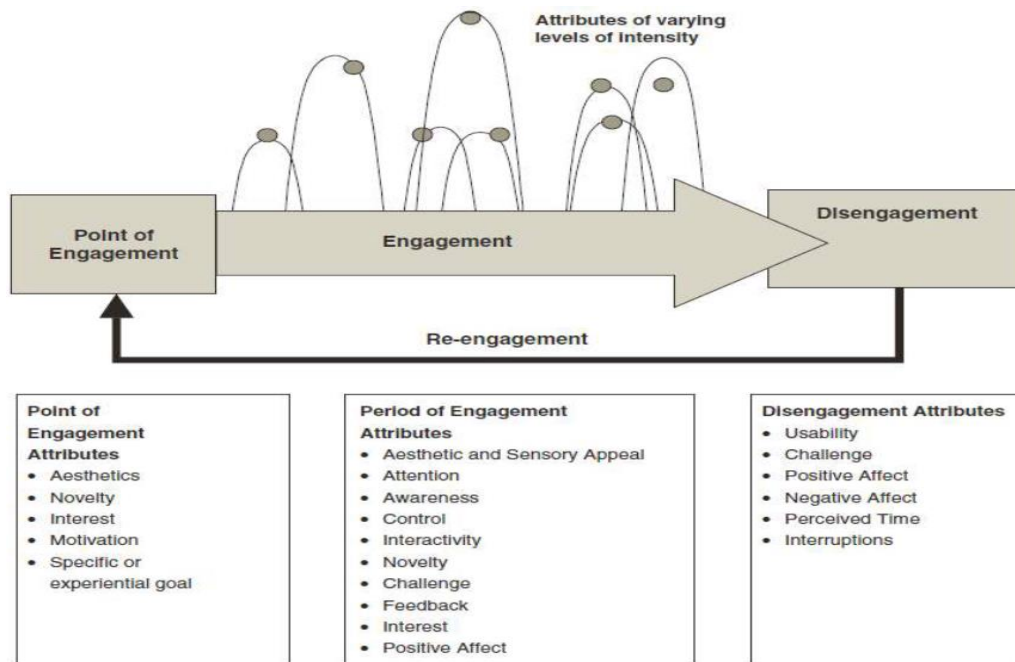 Attributes of varying
levels of intensity
Point of
Engagement
Engagement
Disengagement
Re-engagement
Point of
Engagement
Attributes
• Aesthetics
• Novelty
• Interest
• Motivation
• Specific or
experiential goal
Period of Engagement
Attributes
• Aesthetic and Sensory Appeal
• Attention
• Awareness
• Control
• Interactivity
• Novelty
• Challenge
• Feedback
• Interest
• Positive Affect
Disengagement Attributes
• Usability
• Challenge
• Positive Affect
• Negative Affect
• Perceived Time
• Interruptions